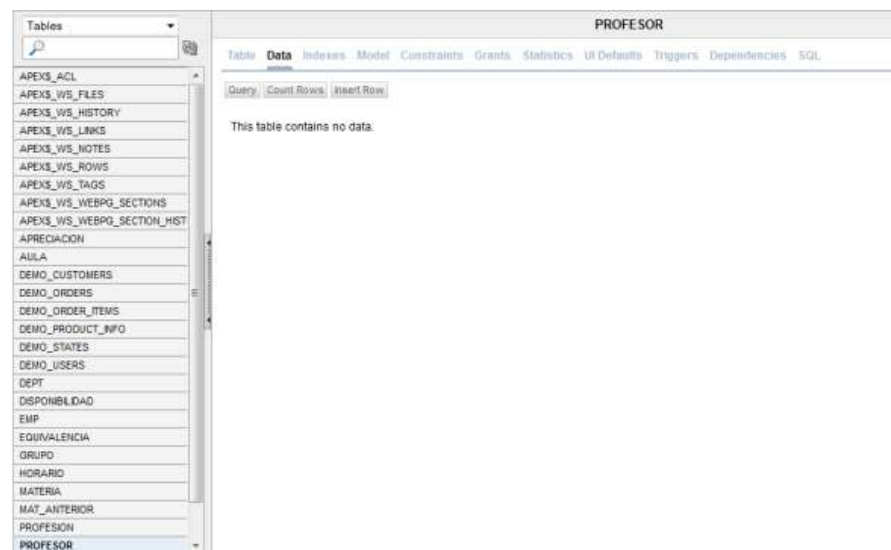 Tables
PROFESOR
Table Data Indexes Model Constraints Grants Statistics UI Defaults Triggers Dependencies SQL
Query Count Rows Insert Row
This table contains no data.
APEX$_ACL
APEX$_WS_FILES
APEX$_WS_HISTORY
APEX$_WS_LINKS
APEX$_WS_NOTES
APEX$_WS_ROWS
APEX$_WS_TAGS
APEX$_WS_WEBPG_SECTIONS
APEX$_WS_WEBPG_SECTION_HIST
APRECIACION
AULA
DEMO_CUSTOMERS
DEMO_ORDERS
DEMO_ORDER_ITEMS
DEMO_PRODUCT_INFO
DEMO_STATES
DEMO_USERS
DEPT
DISPONIBILIDAD
EMP
EQUIVALENCIA
GRUPO
HORARIO
MATERIA
MAT_ANTERIOR
PROFESION
PROFESOR